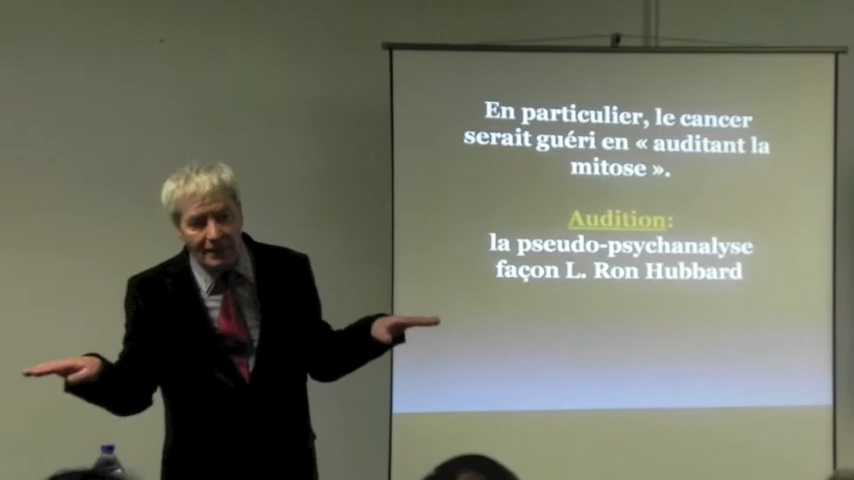 En particulier, le cancer
serait guéri en « auditant la
mitose ».
Audition:
la pseudo-psychanalyse
façon L. Ron Hubbard